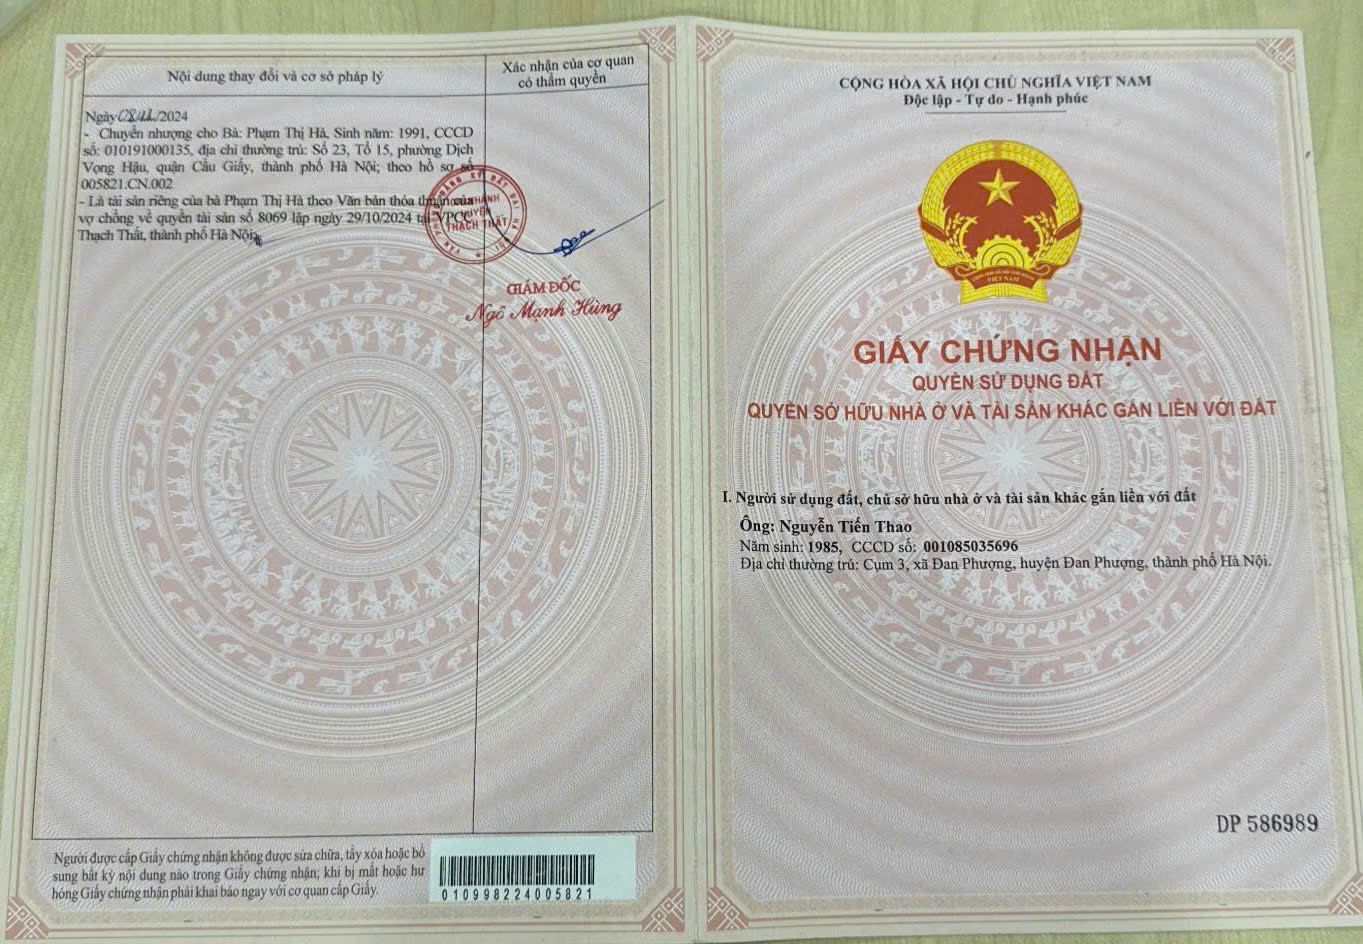 Nội dung thay đổi và cơ sở pháp lý
Xác nhận của cơ quan
có thẩm quyền
Ngày 08/11/2024
- Chuyển nhượng cho Bà: Phạm Thị Hà, Sinh năm: 1991, CCCD
số: 010191000135, địa chỉ thường trú: Số 23, Tổ 15, phường Dịch
Vọng Hậu, quận Cầu Giấy, thành phố Hà Nội; theo hồ sơ số
005821.CN.002
- Là tài sản riêng của bà Phạm Thị Hà theo Văn bản thỏa thuận của
vợ chồng về quyền tài sản số 8069 lập ngày 29/10/2024 tại VPCC
Thạch Thất, thành phố Hà Nội.
THẠCH THẤT
GIÁM ĐỐC
Ngô Mạnh Hùng
Người được cấp Giấy chứng nhận không được sửa chữa, tẩy xóa hoặc bổ
sung bất kỳ nội dung nào trong Giấy chứng nhận; khi bị mất hoặc hư
hỏng Giấy chứng nhận phải khai báo ngay với cơ quan cấp Giấy.
010998224005821
CỘNG HÒA XÃ HỘI CHỦ NGHĨA VIỆT NAM
Độc lập - Tự do - Hạnh phúc
VIỆT NAM
GIẤY CHỨNG NHẬN
QUYỀN SỬ DỤNG ĐẤT
QUYỀN SỞ HỮU NHÀ Ở VÀ TÀI SẢN KHÁC GẮN LIỀN VỚI ĐẤT
I. Người sử dụng đất, chủ sở hữu nhà ở và tài sản khác gắn liền với đất
Ông: Nguyễn Tiến Thao
Năm sinh: 1985, CCCD số: 001085035696
Địa chỉ thường trú: Cụm 3, xã Đan Phượng, huyện Đan Phượng, thành phố Hà Nội.
DP 586989